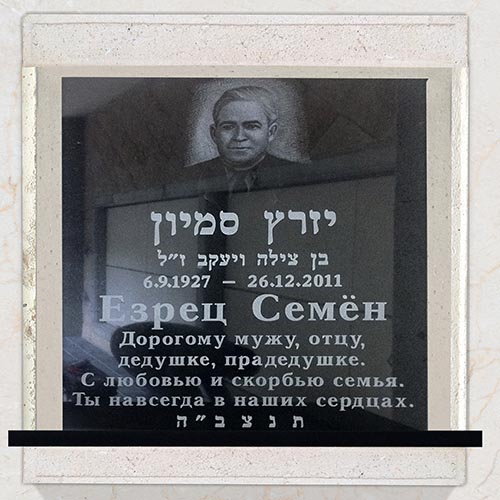 יזרץ סמיון
בן צילה ויעקב ז"ל
6.9.1927 – 26.12.2011
Езрец Семён
Дорогому мужу, отцу,
дедушке, прадедушке.
С любовью и скорбью семья.
Ты навсегда в наших сердцах.
תנצב"ה